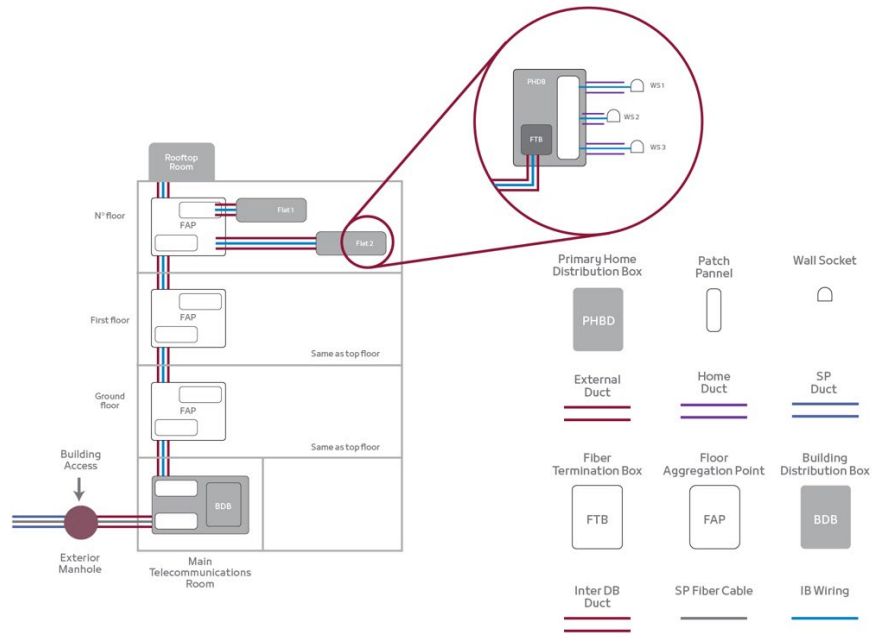 PHDB
FTB
WS 1
WS 2
WS 3
Rooftop
Room
N° floor
FAP
Flat 1
Flat 2
First floor
FAP
Same as top floor
Ground
floor
FAP
Same as top floor
Building
Access
BDB
Exterior
Manhole
Main
Telecommunications
Room
Primary Home
Distribution Box
PHBD
Patch
Pannel
Wall Socket
External
Duct
Home
Duct
SP
Duct
Fiber
Termination Box
FTB
Floor
Aggregation Point
FAP
Building
Distribution Box
BDB
Inter DB
Duct
SP Fiber Cable
IB Wiring